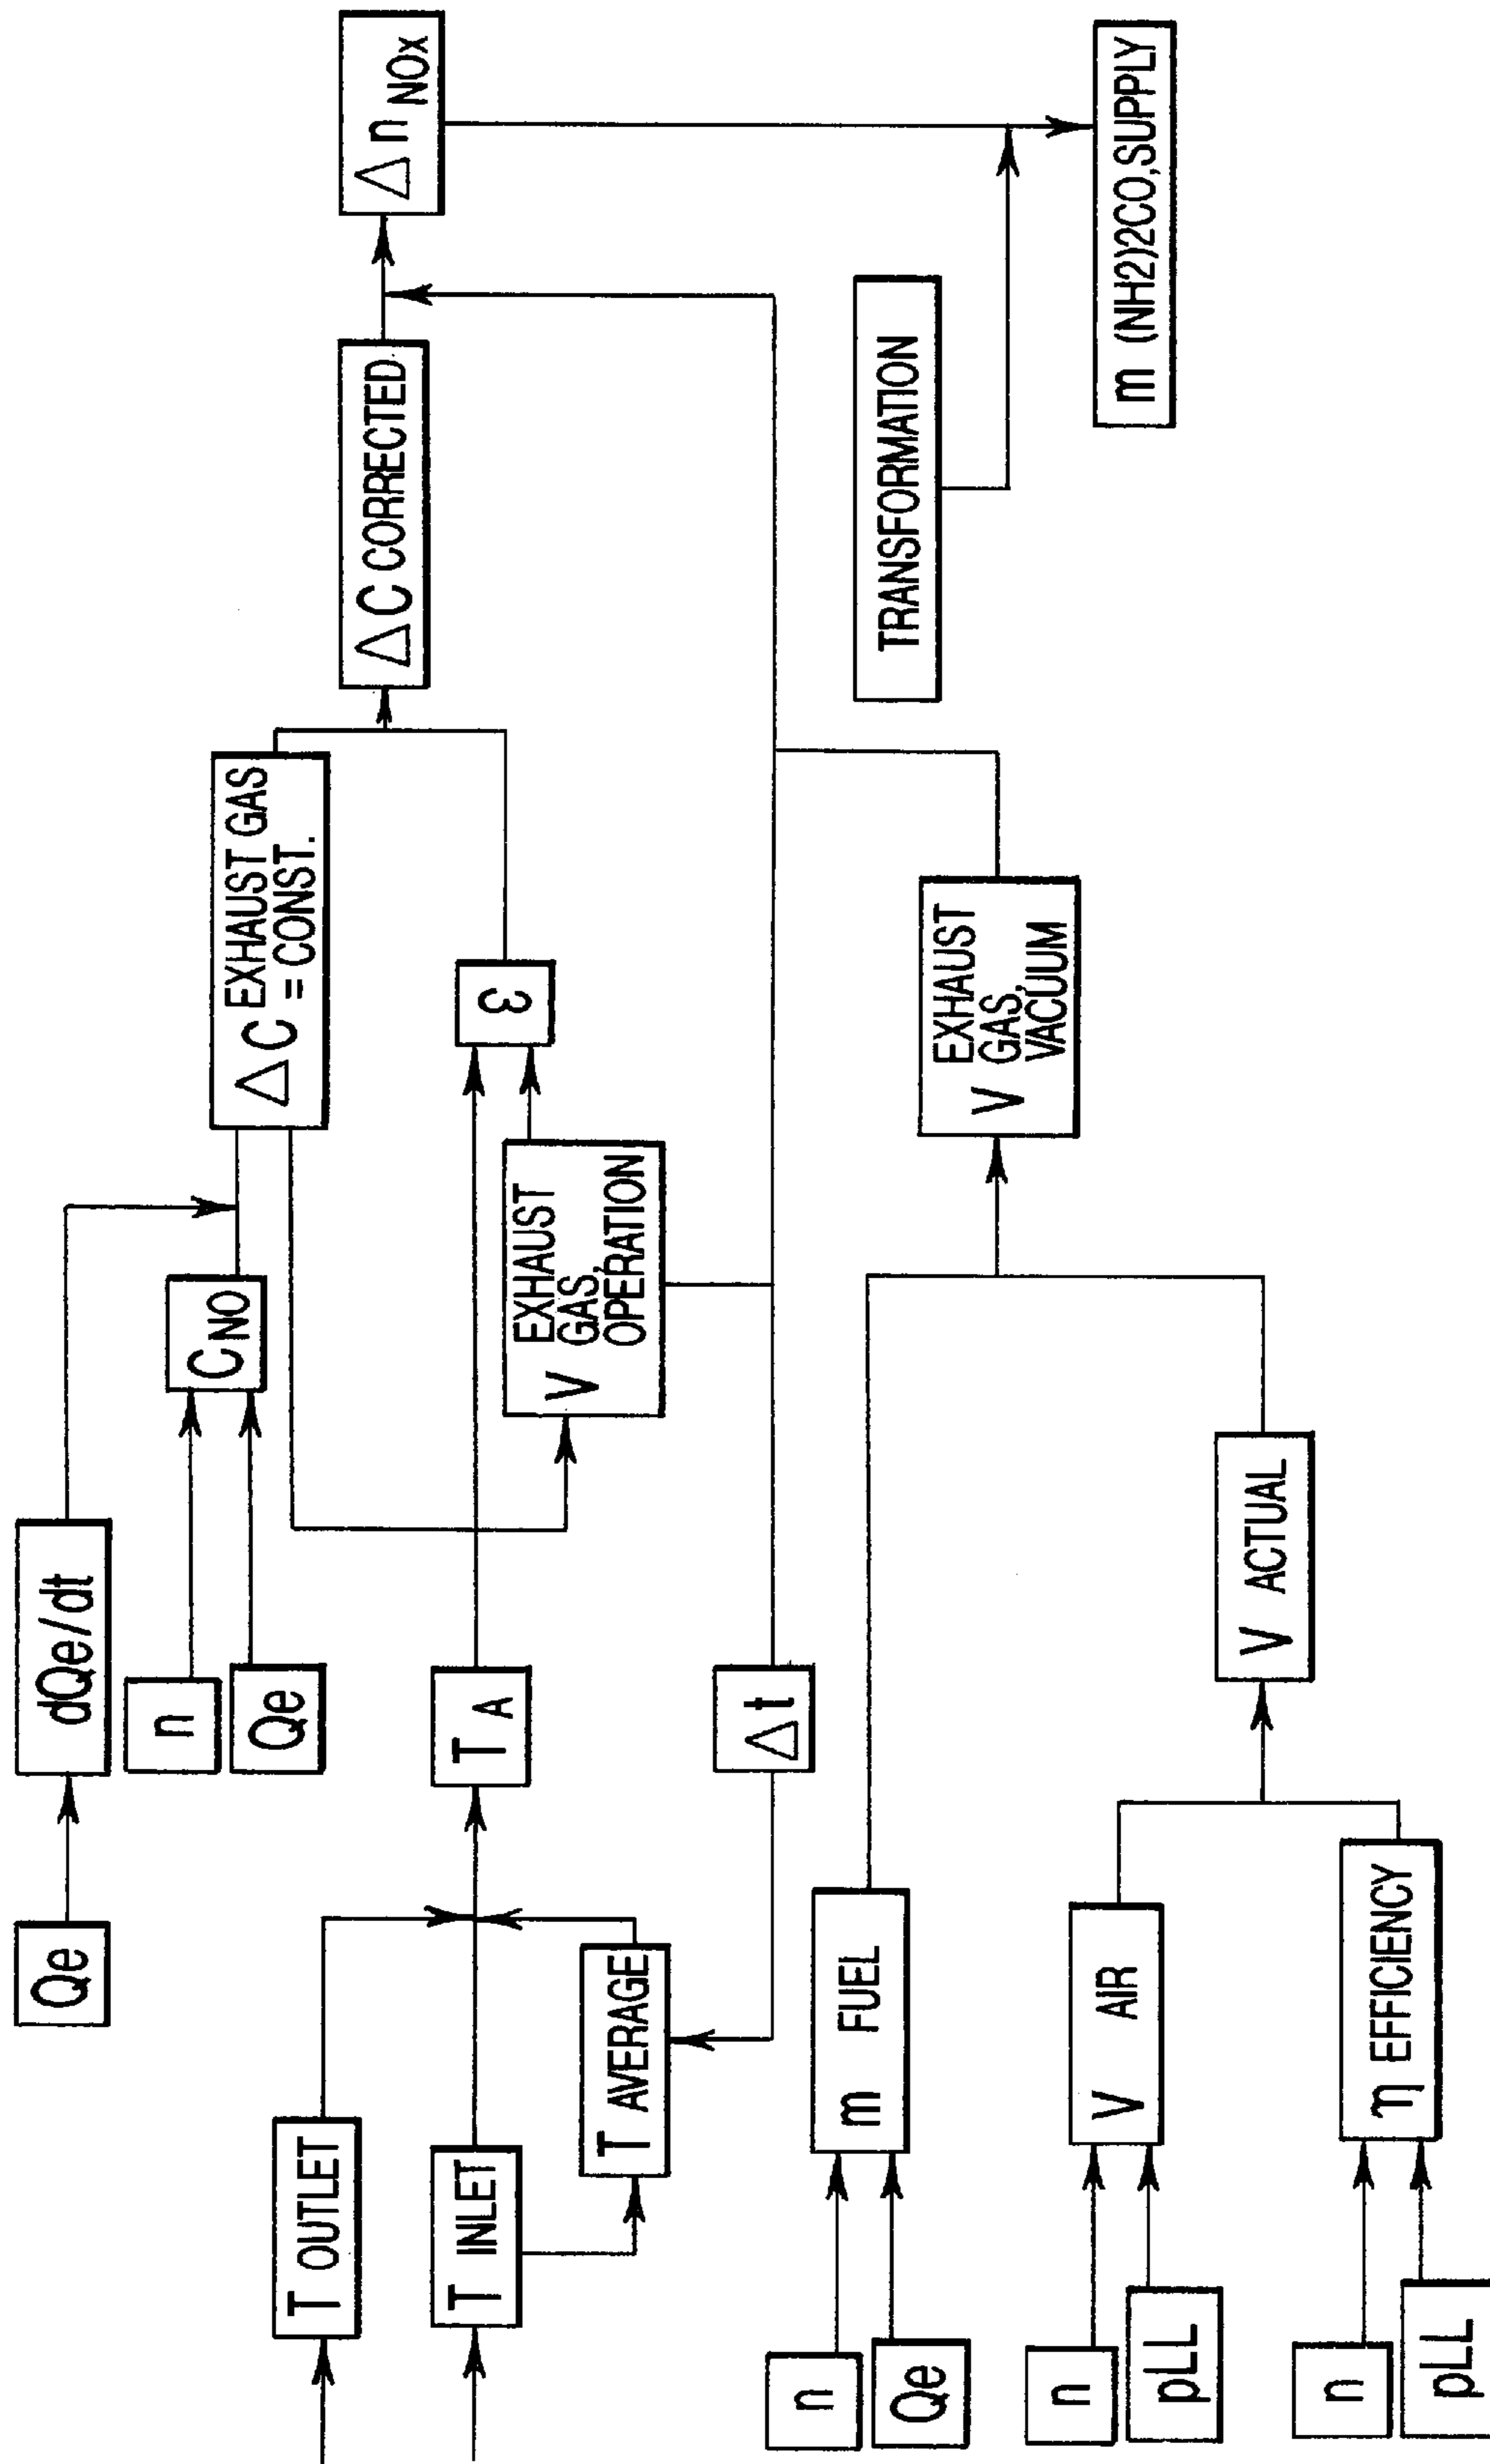 Qe
dQe/dt
n
Qe
CNO
△C EXHAUST GAS
= CONST.
T OUTLET
T INLET
T AVERAGE
T A
ε
△C CORRECTED
△n NOx
V EXHAUST
GAS,
OPERATION
△t
n
Qe
m FUEL
TRANSFORMATION
V EXHAUST
GAS,
VACUUM
n
pLL
V AIR
m (NH2)2CO,SUPPLY
V ACTUAL
n
pLL
η EFFICIENCY